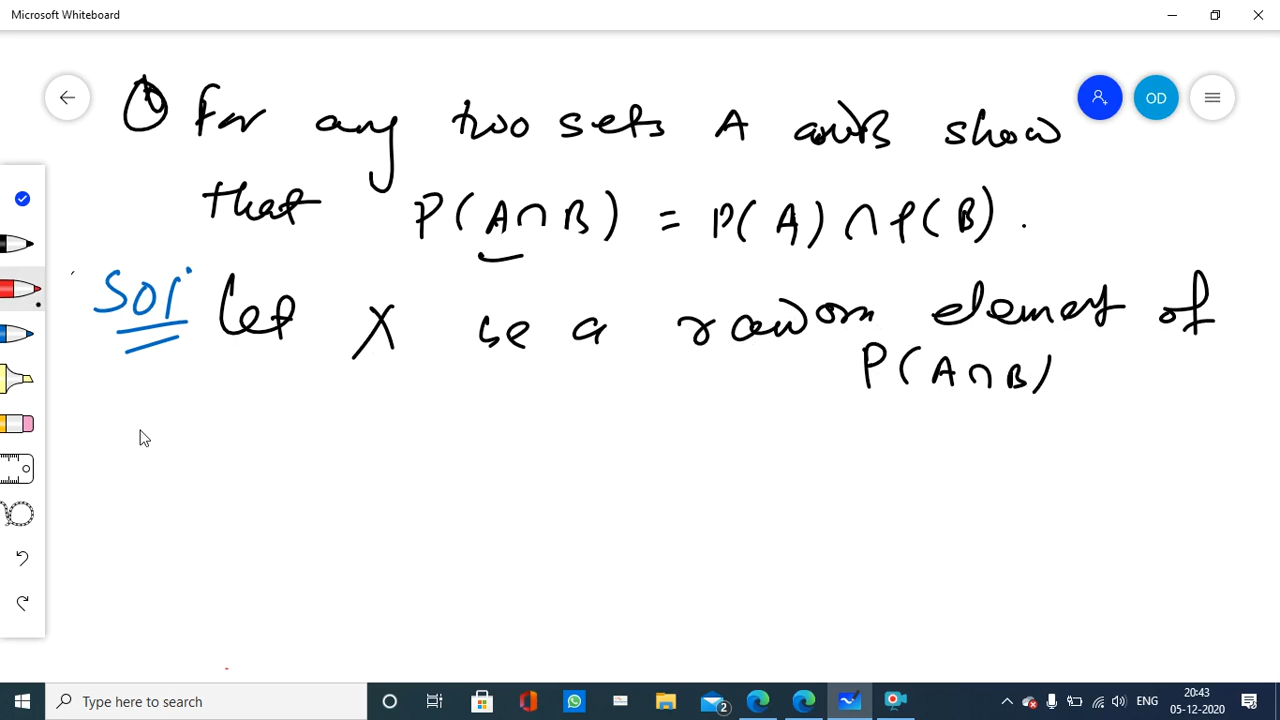 Microsoft Whiteboard
For any two sets A and B show
OD
that P(A∩B) = P(A)∩P(B).
Sol Let X be a random element of
P(A∩B)
Type here to search
2
ENG
20:43
05-12-2020